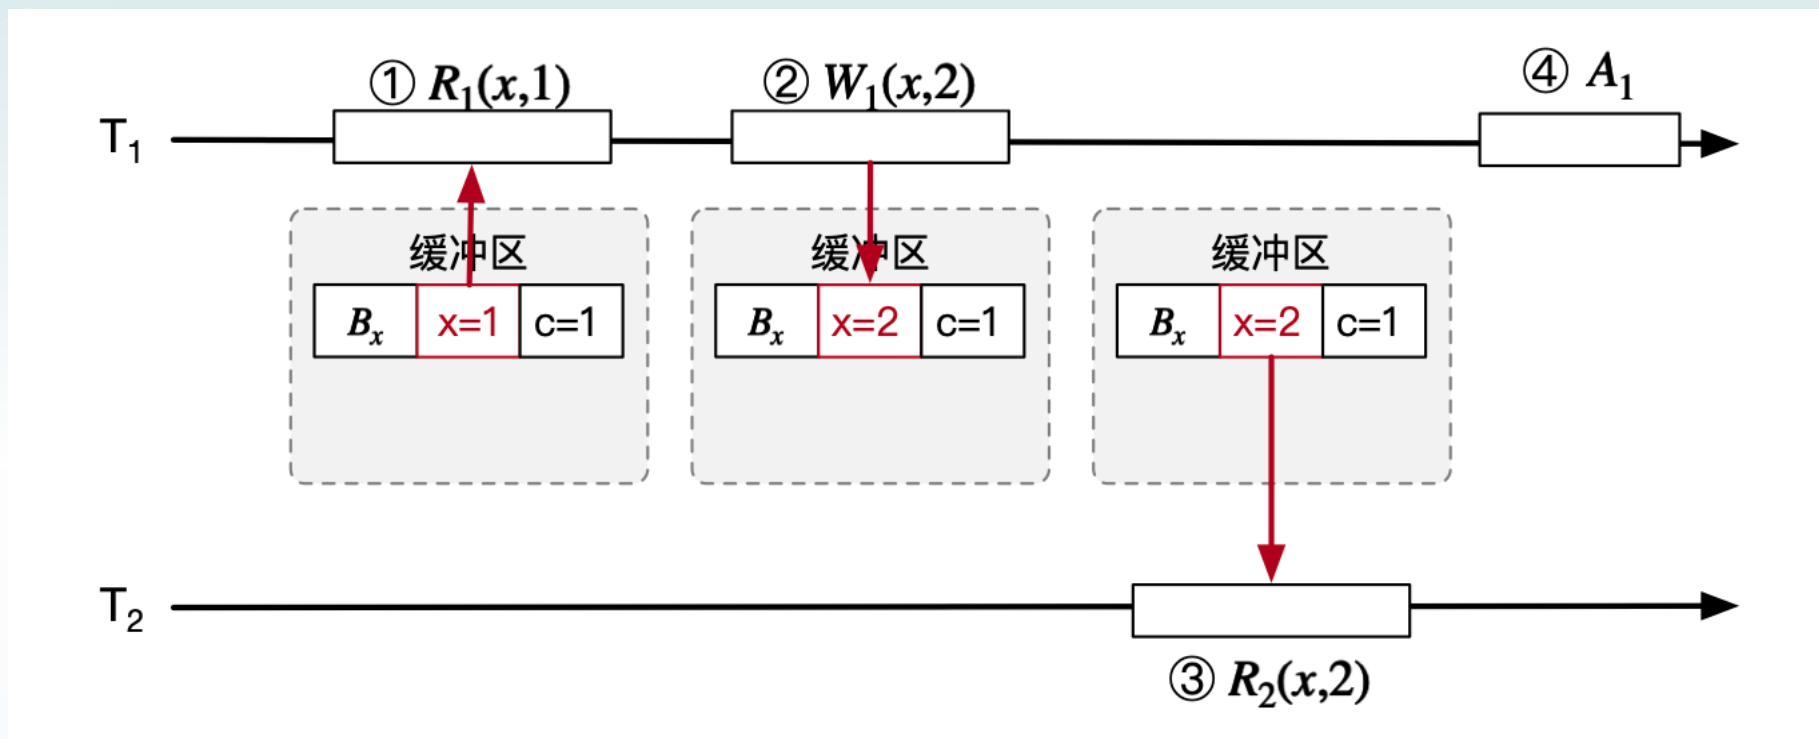 ① R₁(x,1)
② W₁(x,2)
④ A₁
T₁
缓冲区
Bₓ x=1 c=1
缓冲区
Bₓ x=2 c=1
缓冲区
Bₓ x=2 c=1
T₂
③ R₂(x,2)